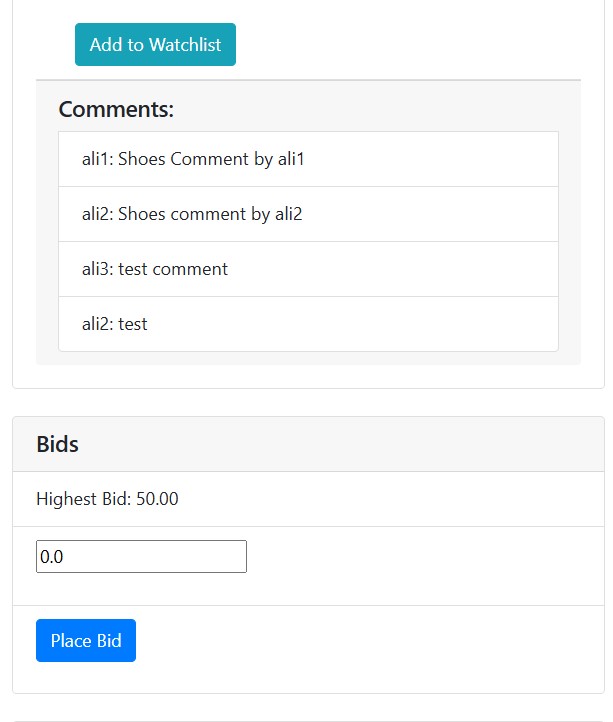 Add to Watchlist
Comments:
ali1: Shoes Comment by ali1
ali2: Shoes comment by ali2
ali3: test comment
ali2: test
Bids
Highest Bid: 50.00
0.0
Place Bid